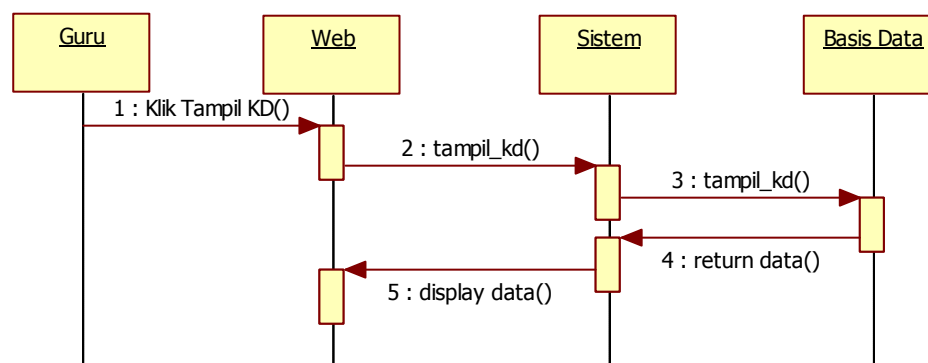 Guru
Web
Sistem
Basis Data
1 : Klik Tampil KD()
2 : tampil_kd()
3 : tampil_kd()
4 : return data()
5 : display data()